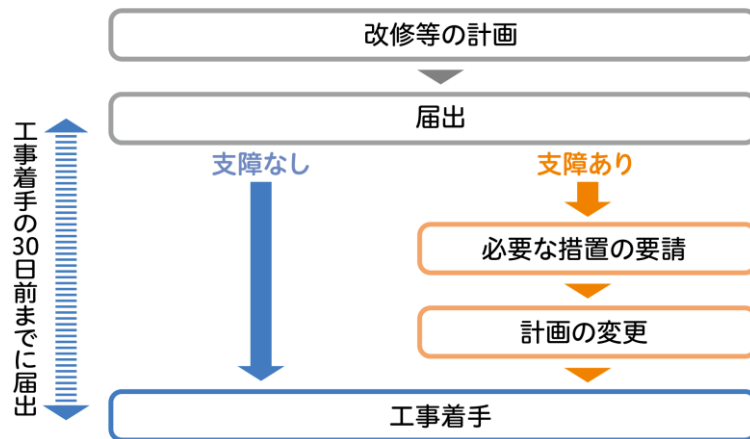 改修等の計画
届出
支障なし
支障あり
必要な措置の要請
計画の変更
工事着手
工事着手の30日前までに届出